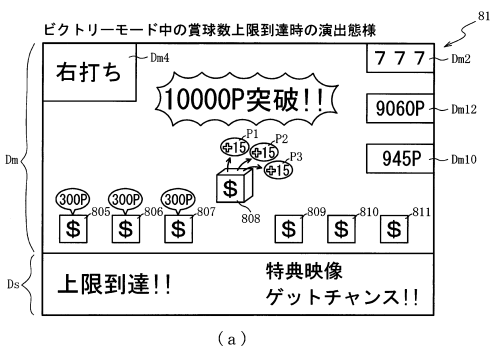 ビクトリーモード中の賞球数上限到達時の演出態様
81
右打ち
Dm4
777
Dm2
10000P突破!!
9060P
Dm12
Dm
P1
P2
P3
+15
+15
+15
945P
Dm10
$
808
300P
300P
300P
$
805
$
806
$
807
$
809
$
810
$
811
Ds
上限到達!!
特典映像
ゲットチャンス!!
(a)